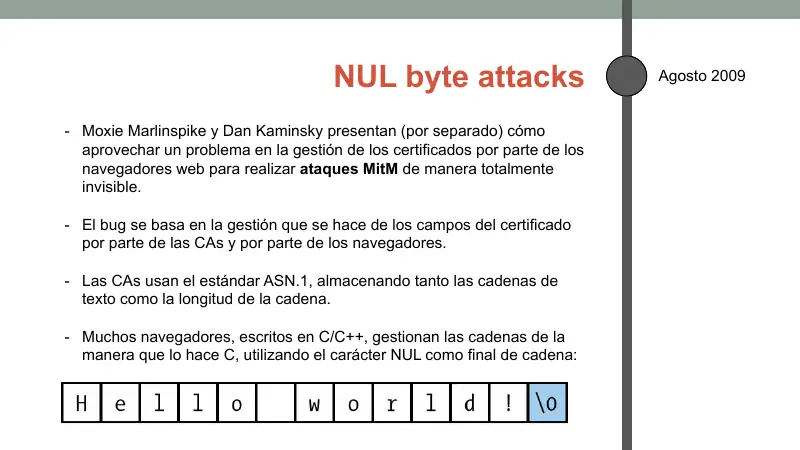 NUL byte attacks
Agosto 2009
- Moxie Marlinspike y Dan Kaminsky presentan (por separado) cómo
aprovechar un problema en la gestión de los certificados por parte de los
navegadores web para realizar ataques MitM de manera totalmente
invisible.
- El bug se basa en la gestión que se hace de los campos del certificado
por parte de las CAs y por parte de los navegadores.
- Las CAs usan el estándar ASN.1, almacenando tanto las cadenas de
texto como la longitud de la cadena.
- Muchos navegadores, escritos en C/C++, gestionan las cadenas de la
manera que lo hace C, utilizando el carácter NUL como final de cadena:
H e l l o w o r l d ! \0